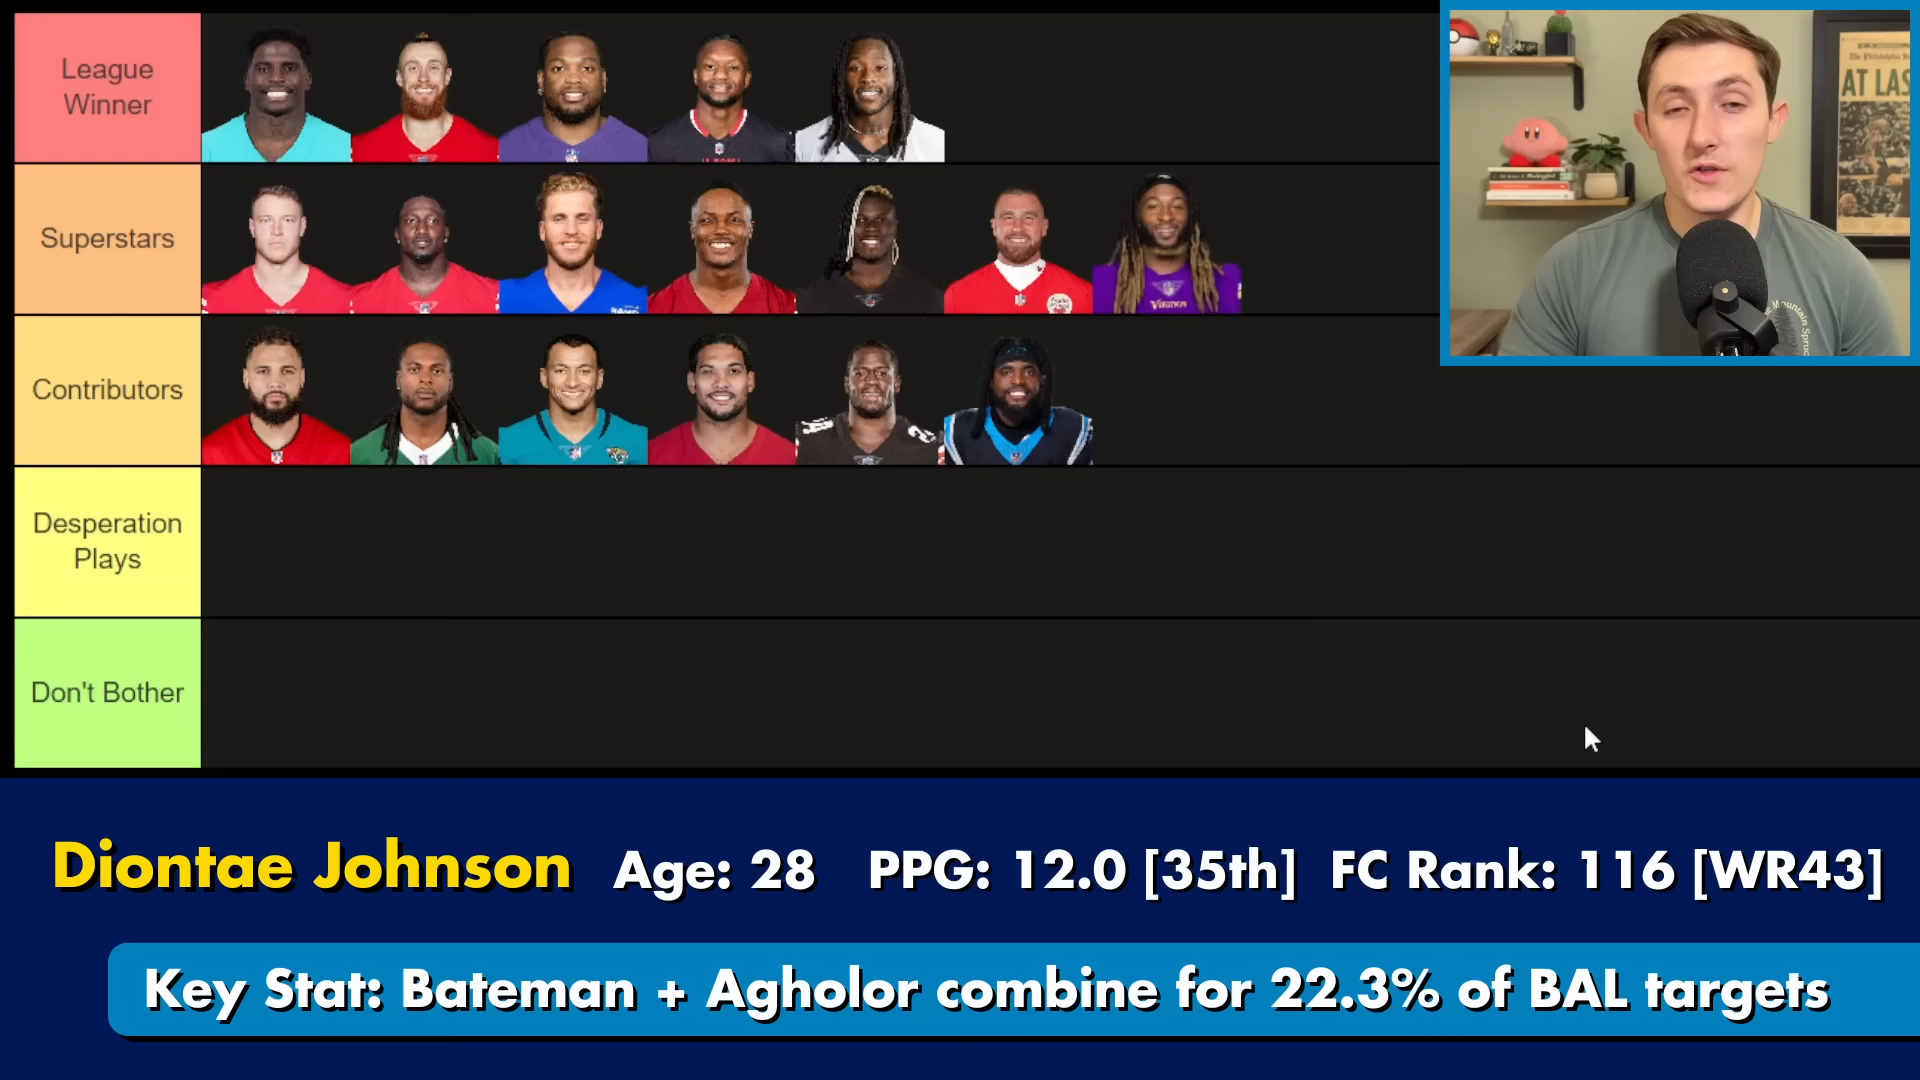 League
Winner
Superstars
Contributors
Desperation
Plays
Don't Bother
AT LAS
Vikings
Diontae Johnson Age: 28 PPG: 12.0 [35th] FC Rank: 116 [WR43]
Key Stat: Bateman + Agholor combine for 22.3% of BAL targets